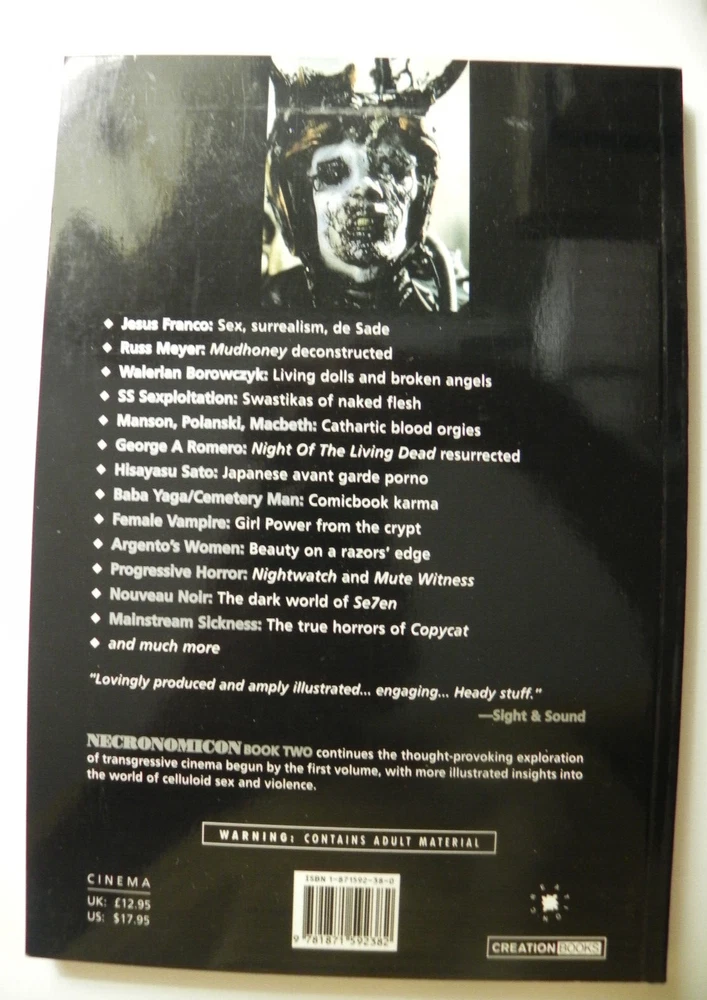 ◆ Jesus Franco: Sex, surrealism, de Sade
◆ Russ Meyer: Mudhoney deconstructed
◆ Walerian Borowczyk: Living dolls and broken angels
◆ SS Sexploitation: Swastikas of naked flesh
◆ Manson, Polanski, Macbeth: Cathartic blood orgies
◆ George A Romero: Night Of The Living Dead resurrected
◆ Hisayasu Sato: Japanese avant garde porno
◆ Baba Yaga/Cemetery Man: Comicbook karma
◆ Female Vampire: Girl Power from the crypt
◆ Argento's Women: Beauty on a razors' edge
◆ Progressive Horror: Nightwatch and Mute Witness
◆ Nouveau Noir: The dark world of Se7en
◆ Mainstream Sickness: The true horrors of Copycat
◆ and much more
"Lovingly produced and amply illustrated... engaging... Heady stuff."
—Sight & Sound
NECRONOMICON BOOK TWO continues the thought-provoking exploration
of transgressive cinema begun by the first volume, with more illustrated insights into
the world of celluloid sex and violence.
WARNING: CONTAINS ADULT MATERIAL
CINEMA
UK: £12.95
US: $17.95
ISBN 1-871592-38-0
9 781871 592382
CREATION BOOKS